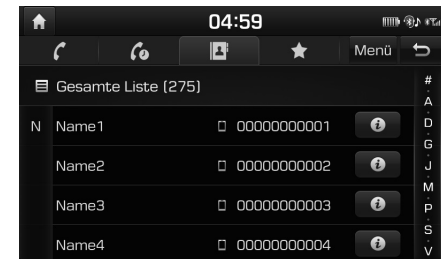 04:59
Menü
Gesamte Liste (275)
N Name1 00000000001
Name2 00000000002
Name3 00000000003
Name4 00000000004
#
A
D
G
J
M
P
S
V